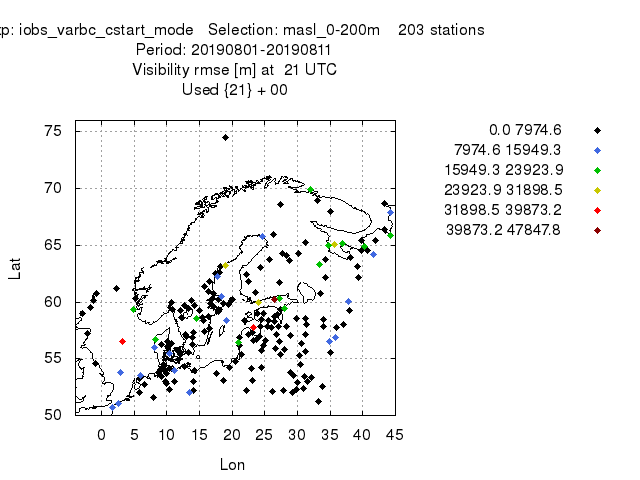 p: iobs_varbc_cstart_mode Selection: masl_0-200m 203 stations
Period: 20190801-20190811
Visibility rmse [m] at 21 UTC
Used {21} + 00
0.0 7974.6
7974.6 15949.3
15949.3 23923.9
23923.9 31898.5
31898.5 39873.2
39873.2 47847.8
75
70
65
60
55
50
Lat
0 5 10 15 20 25 30 35 40 45
Lon